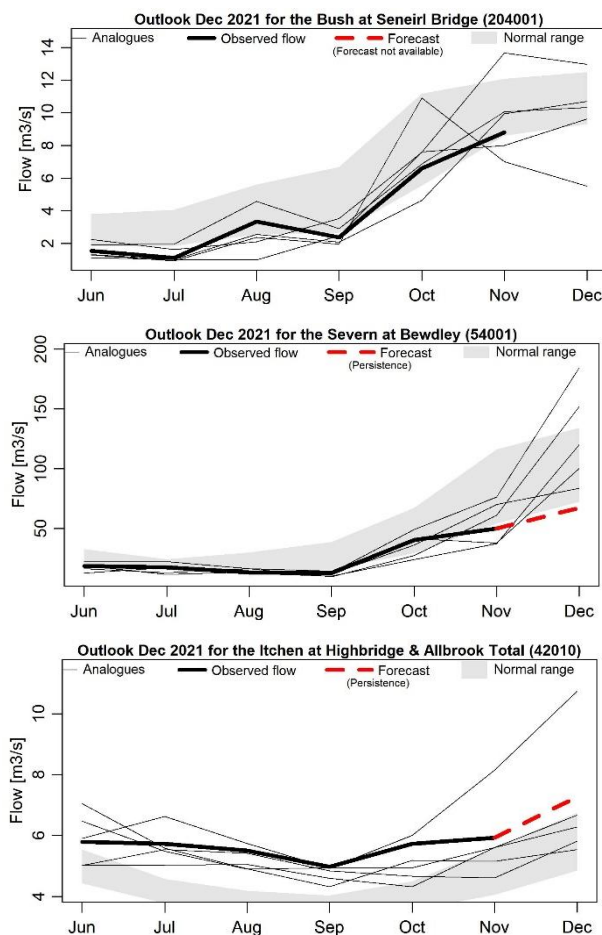 Outlook Dec 2021 for the Bush at Seneirl Bridge (204001)
Analogues Observed flow Forecast Normal range
(Forecast not available)
Flow [m3/s]
14
12
10
8
6
4
2
Jun Jul Aug Sep Oct Nov Dec
Outlook Dec 2021 for the Severn at Bewdley (54001)
Analogues Observed flow Forecast Normal range
(Persistence)
Flow [m3/s]
200
150
100
50
Jun Jul Aug Sep Oct Nov Dec
Outlook Dec 2021 for the Itchen at Highbridge & Allbrook Total (42010)
Analogues Observed flow Forecast Normal range
(Persistence)
Flow [m3/s]
10
8
6
4
Jun Jul Aug Sep Oct Nov Dec